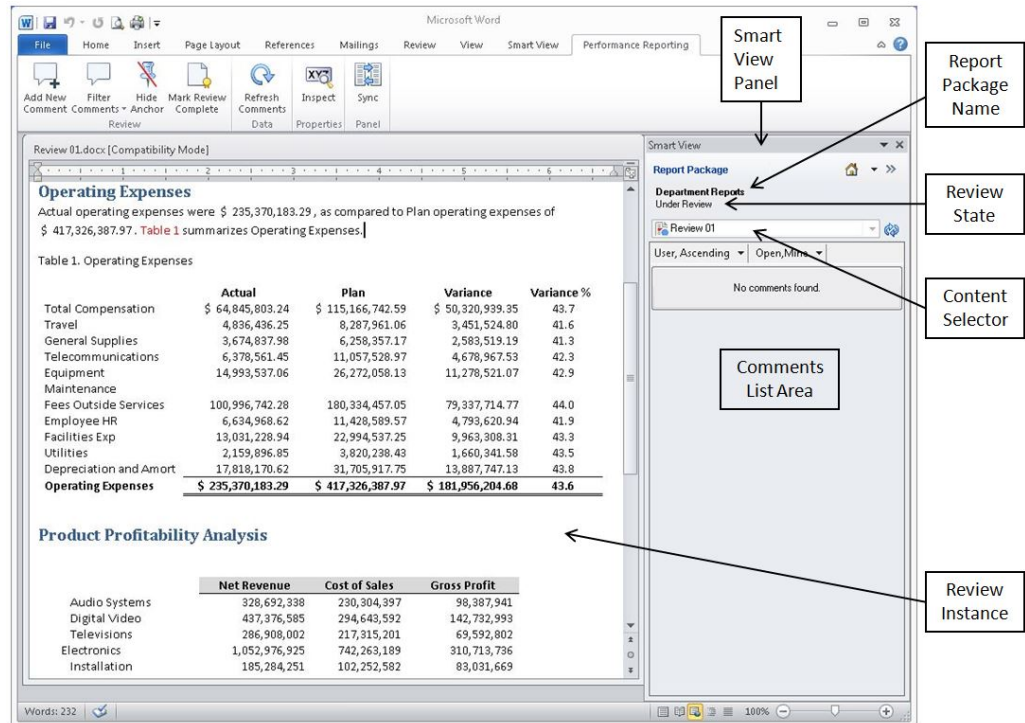 Microsoft Word
File Home Insert Page Layout References Mailings Review View Smart View Performance Reporting
Add New Comment
Filter Comments
Hide Anchor
Mark Review Complete
Refresh Comments
Inspect
Sync
Review Data Properties Panel
Smart View Panel
Report Package Name
Review State
Content Selector
Comments List Area
Review Instance
Review 01.docx [Compatibility Mode]
1 2 3 4 5 6
Operating Expenses
Actual operating expenses were $ 235,370,183.29 , as compared to Plan operating expenses of
$ 417,326,387.97 . Table 1 summarizes Operating Expenses.
Table 1. Operating Expenses
Actual Plan Variance Variance %
Total Compensation $ 64,845,803.24 $ 115,166,742.59 $ 50,320,939.35 43.7
Travel 4,836,436.25 8,287,961.06 3,451,524.80 41.6
General Supplies 3,674,837.98 6,258,357.17 2,583,519.19 41.3
Telecommunications 6,378,561.45 11,057,528.97 4,678,967.53 42.3
Equipment 14,993,537.06 26,272,058.13 11,278,521.07 42.9
Maintenance
Fees Outside Services 100,996,742.28 180,334,457.05 79,337,714.77 44.0
Employee HR 6,634,968.62 11,428,589.57 4,793,620.94 41.9
Facilities Exp 13,031,228.94 22,994,537.25 9,963,308.31 43.3
Utilities 2,159,896.85 3,820,238.43 1,660,341.58 43.5
Depreciation and Amort 17,818,170.62 31,705,917.75 13,887,747.13 43.8
Operating Expenses $ 235,370,183.29 $ 417,326,387.97 $ 181,956,204.68 43.6
Product Profitability Analysis
Net Revenue Cost of Sales Gross Profit
Audio Systems 328,692,338 230,304,397 98,387,941
Digital Video 437,376,585 294,643,592 142,732,993
Televisions 286,908,002 217,315,201 69,592,802
Electronics 1,052,976,925 742,263,189 310,713,736
Installation 185,284,251 102,252,582 83,031,669
Smart View
Report Package
Department Reports
Under Review
Review 01
User, Ascending Open,Mine
No comments found.
Words: 232
100%